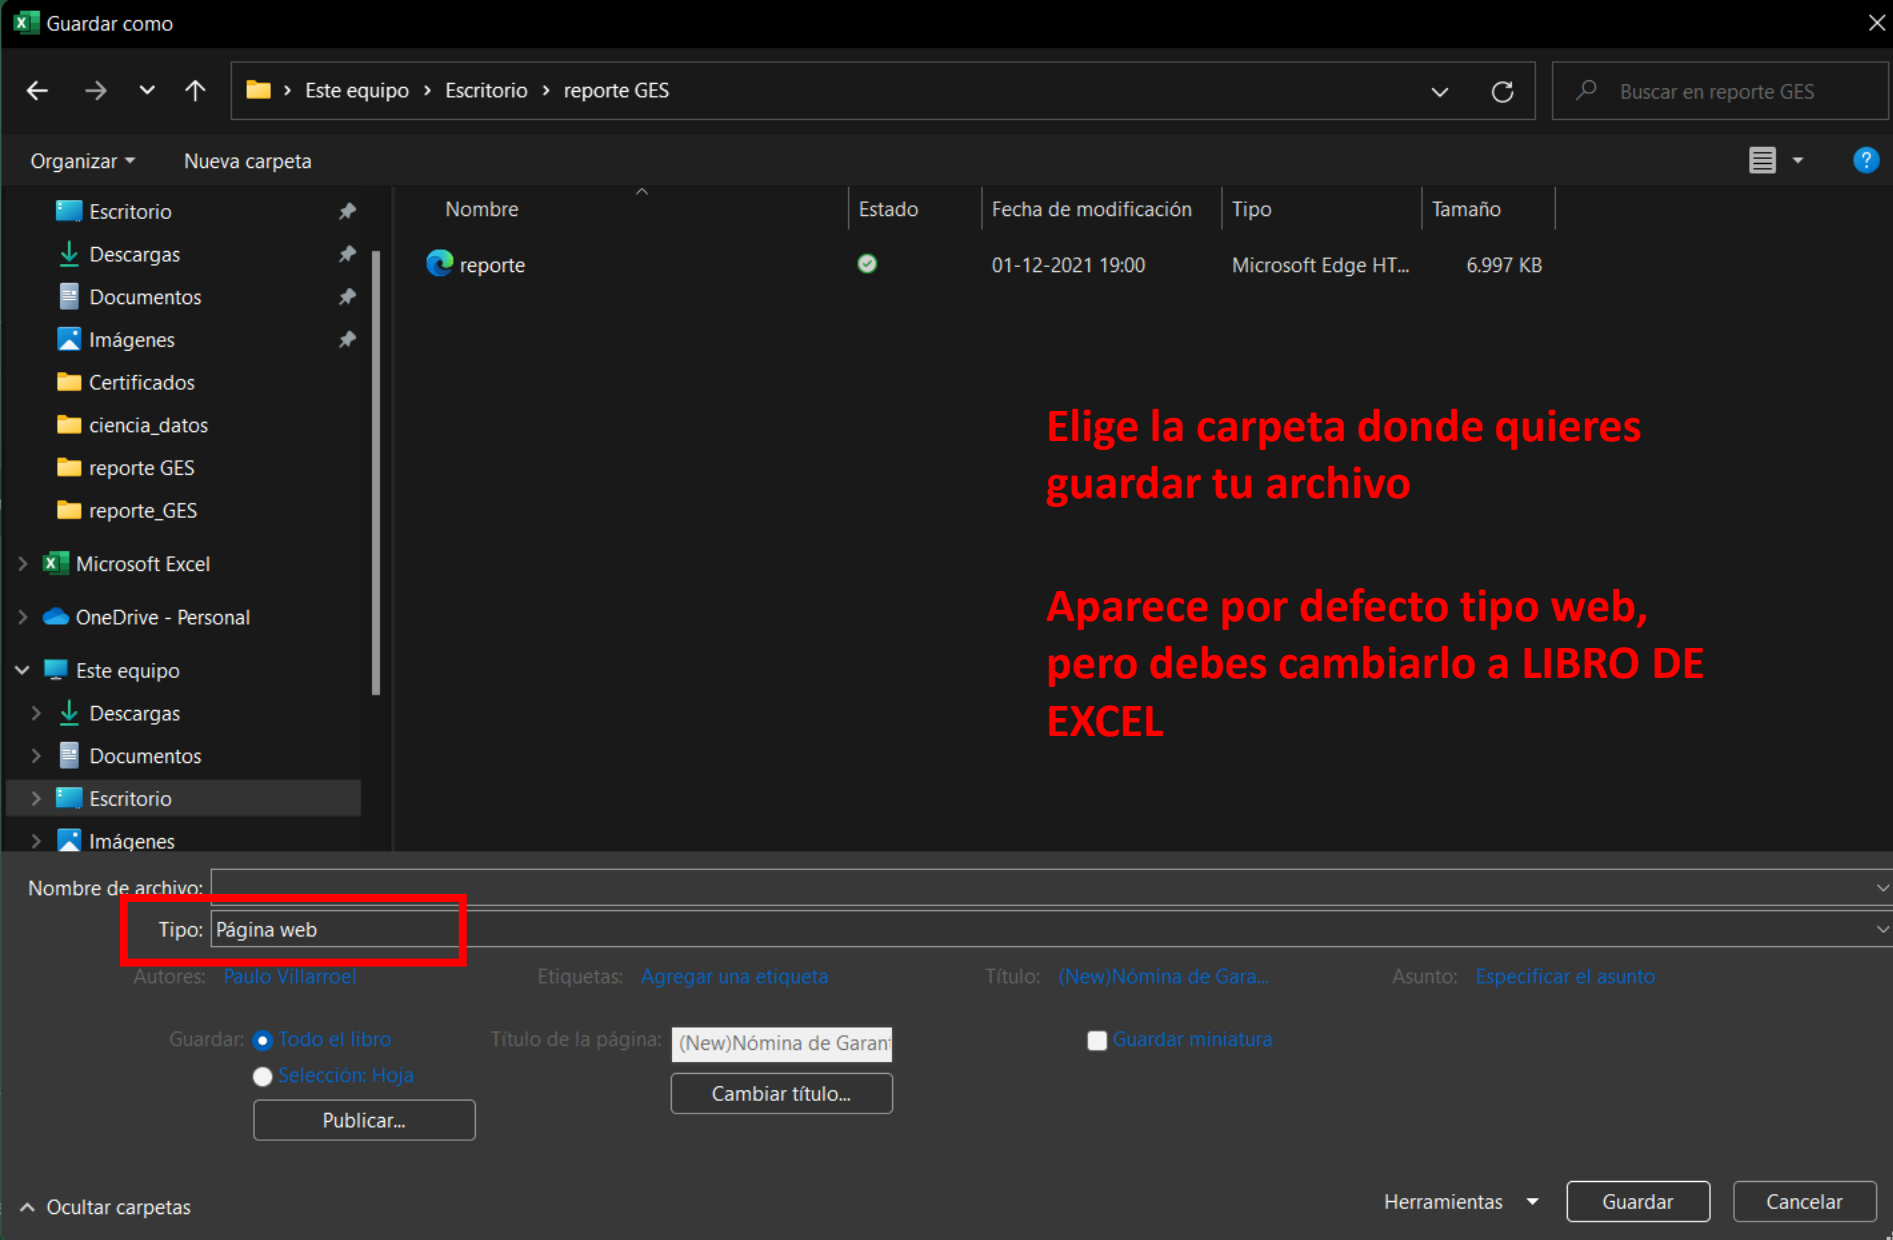 Guardar como
Este equipo > Escritorio > reporte GES
Buscar en reporte GES
Organizar
Nueva carpeta
Nombre
Estado
Fecha de modificación
Tipo
Tamaño
reporte
01-12-2021 19:00
Microsoft Edge HT...
6.997 KB
Escritorio
Descargas
Documentos
Imágenes
Certificados
ciencia_datos
reporte GES
reporte_GES
Microsoft Excel
OneDrive - Personal
Este equipo
Descargas
Documentos
Escritorio
Imágenes
Elige la carpeta donde quieres
guardar tu archivo
Aparece por defecto tipo web,
pero debes cambiarlo a LIBRO DE
EXCEL
Nombre de archivo:
Tipo: Página web
Autores: Paulo Villarroel
Etiquetas: Agregar una etiqueta
Título: (New)Nómina de Gara...
Asunto: Especificar el asunto
Guardar: Todo el libro
Selección: Hoja
Publicar...
Título de la página: (New)Nómina de Garan
Cambiar título...
Guardar miniatura
Ocultar carpetas
Herramientas
Guardar
Cancelar